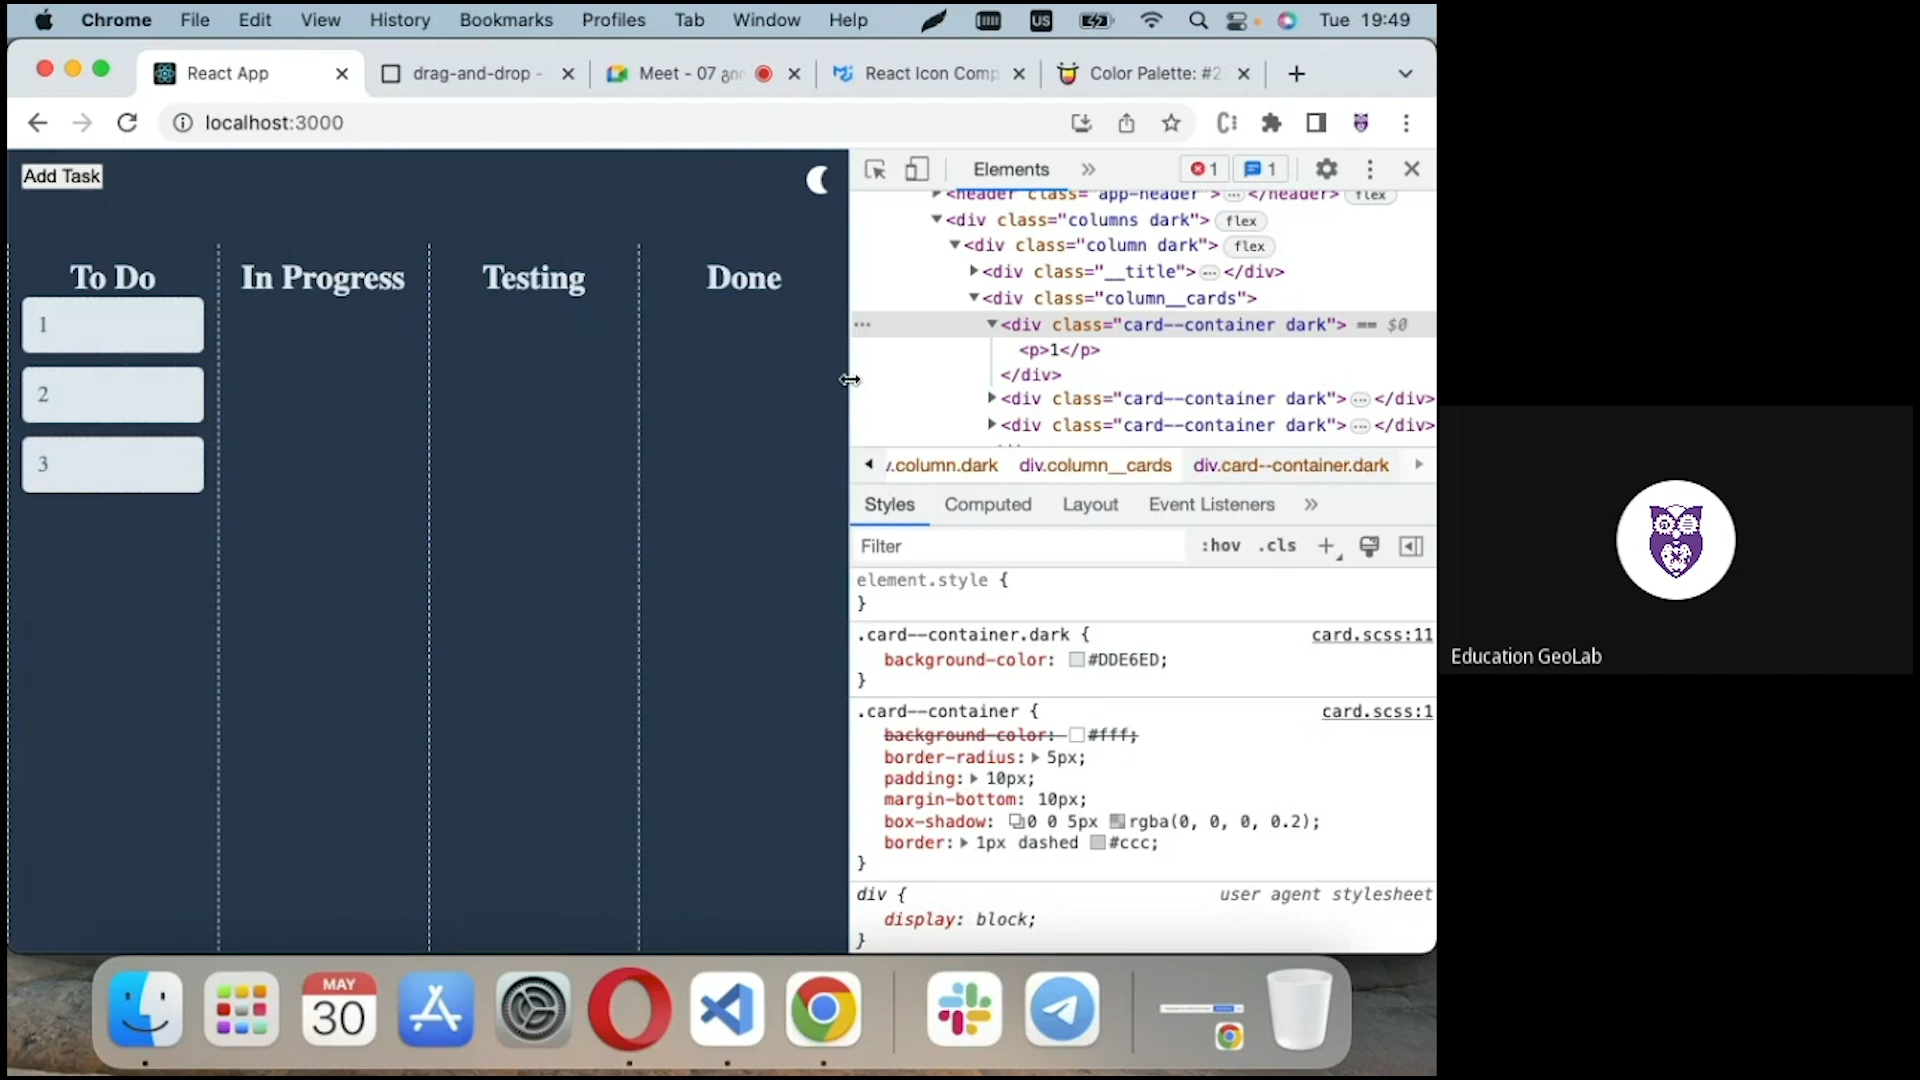 Chrome File Edit View History Bookmarks Profiles Tab Window Help US Tue 19:49
React App drag-and-drop - Meet - 07 React Icon Comp Color Palette: #2
localhost:3000
Add Task
To Do In Progress Testing Done
1
2
3
Elements 1 1
<header class="app-header"> </header> flex
<div class="columns dark"> flex
<div class="column dark"> flex
<div class="__title"> </div>
<div class="column__cards">
<div class="card--container dark"> == $0
<p>1</p>
</div>
<div class="card--container dark"> </div>
<div class="card--container dark"> </div>
.column.dark div.column__cards div.card--container.dark
Styles Computed Layout Event Listeners
Filter :hov .cls
element.style {
}
.card--container.dark { card.scss:11
background-color: #DDE6ED;
}
.card--container { card.scss:1
background-color: #fff;
border-radius: 5px;
padding: 10px;
margin-bottom: 10px;
box-shadow: 0 0 5px rgba(0, 0, 0, 0.2);
border: 1px dashed #ccc;
}
div { user agent stylesheet
display: block;
}
MAY
30
Education GeoLab